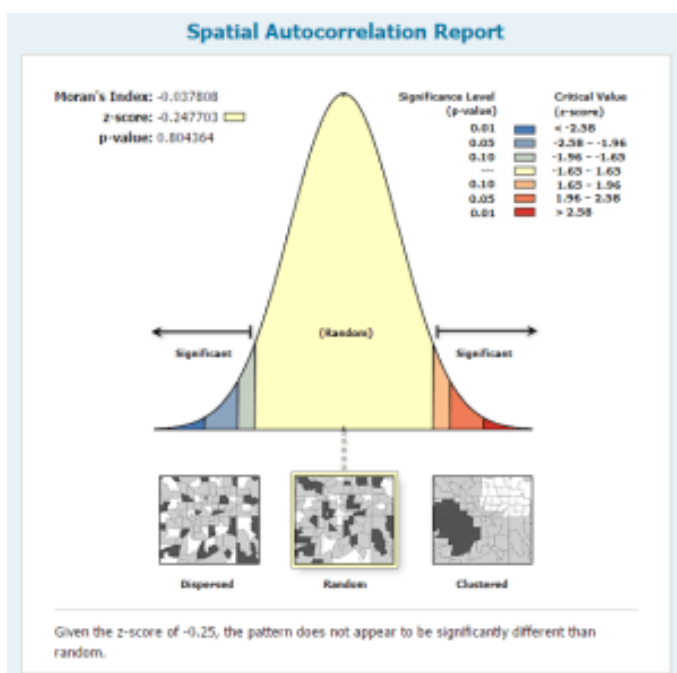 Spatial Autocorrelation Report
Moran's Index: -0.037808
z-score: -0.247703
p-value: 0.804364
Significance Level
(p-value)
Critical Value
(z-score)
0.01 < -2.58
0.05 -2.58 – -1.96
0.10 -1.96 – -1.65
--- -1.65 – 1.65
0.10 1.65 – 1.96
0.05 1.96 – 2.58
0.01 > 2.58
(Random)
Significant
Significant
Dispersed
Random
Clustered
Given the z-score of -0.25, the pattern does not appear to be significantly different than
random.